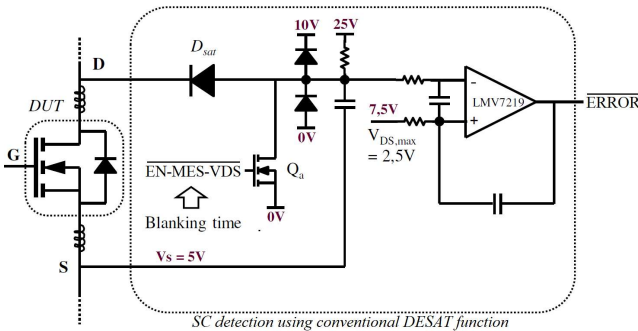 10V
25V
D
D_sat
DUT
LMV7219
ERROR
7,5V
V_DS,max
= 2,5V
0V
G
EN-MES-VDS
Q_a
Blanking time
0V
Vs = 5V
S
SC detection using conventional DESAT function